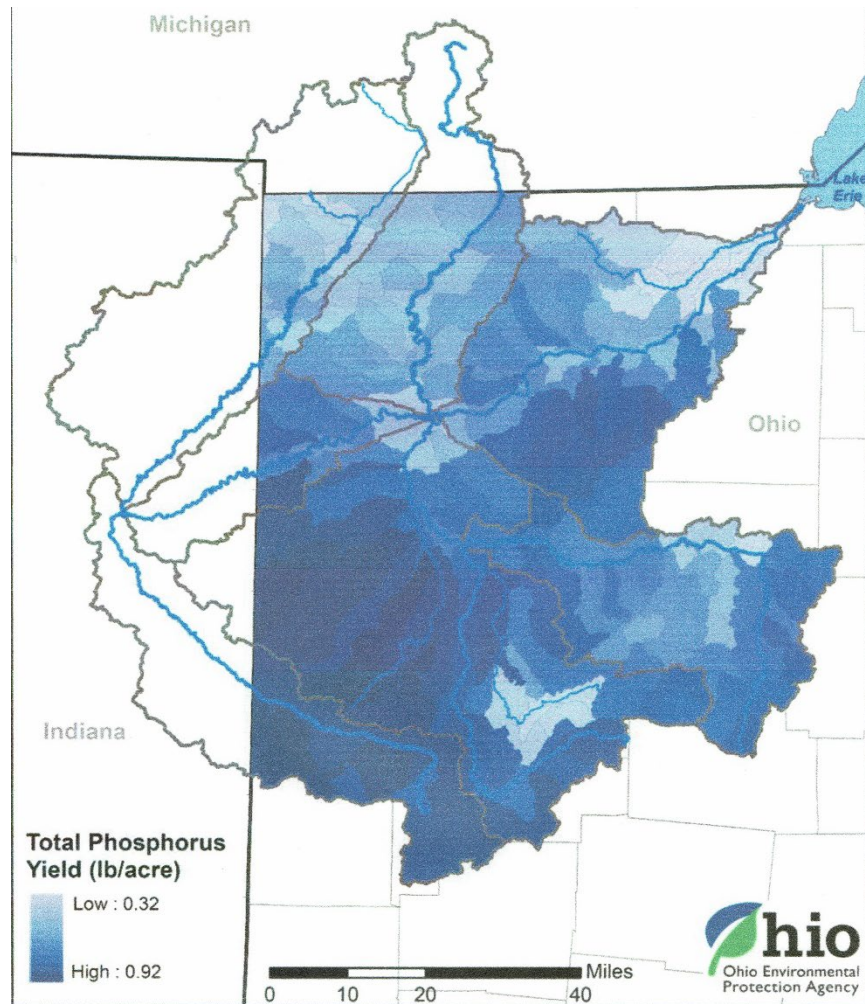 Michigan
Lake
Erie
Ohio
Indiana
Total Phosphorus
Yield (lb/acre)
Low : 0.32
High : 0.92
0 10 20 40
Miles
Ohio
Ohio Environmental
Protection Agency